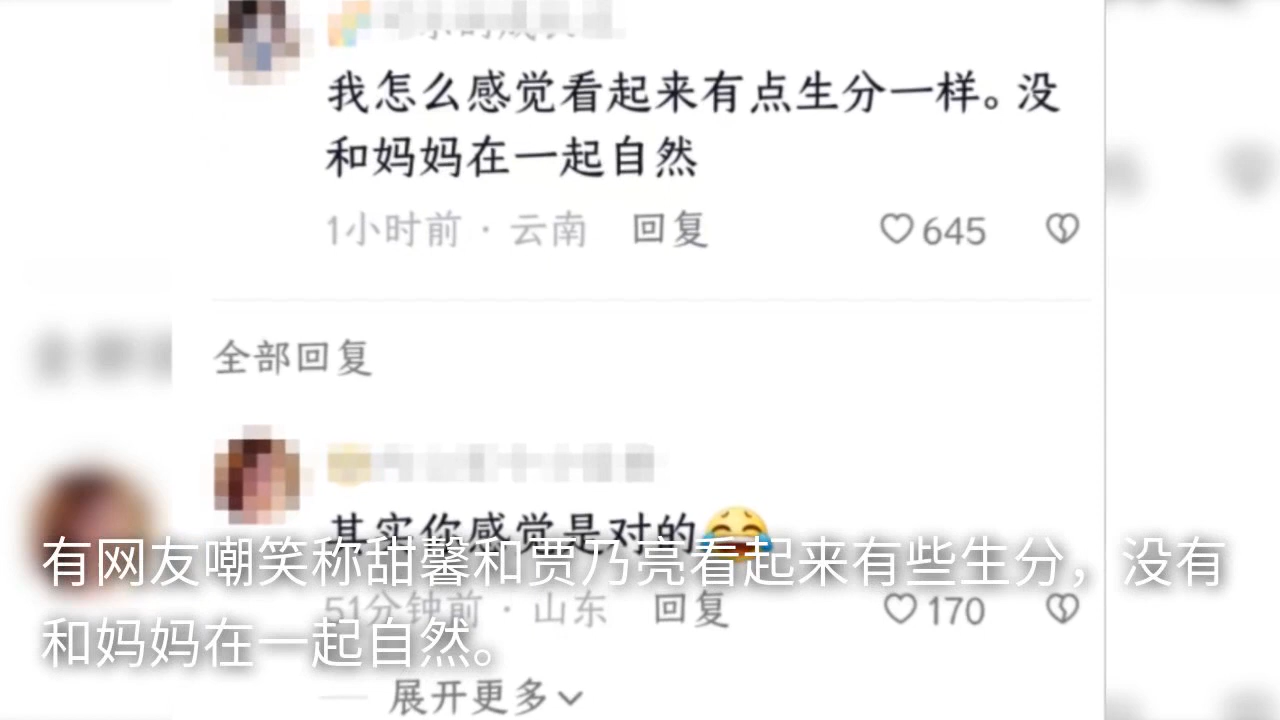 我怎么感觉看起来有点生分一样。没
和妈妈在一起自然
1小时前 · 云南 回复 645
全部回复
其实你感觉是对的😂
有网友嘲笑称甜馨和贾乃亮看起来有些生分，没有
51分钟前 · 山东 回复 170
和妈妈在一起自然。
展开更多